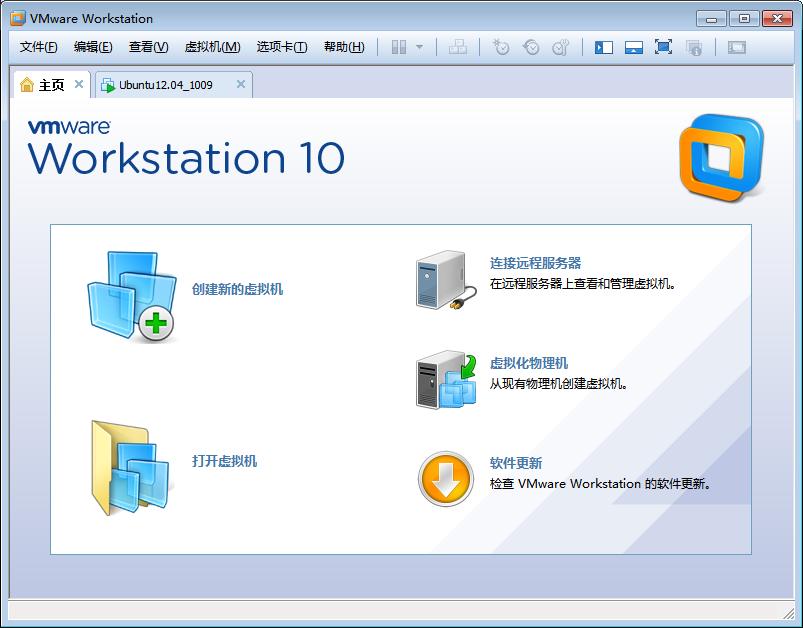 VMware Workstation
文件(F) 编辑(E) 查看(V) 虚拟机(M) 选项卡(T) 帮助(H)
主页 Ubuntu12.04_1009
vmware
Workstation 10
创建新的虚拟机
打开虚拟机
连接远程服务器
在远程服务器上查看和管理虚拟机。
虚拟化物理机
从现有物理机创建虚拟机。
软件更新
检查 VMware Workstation 的软件更新。